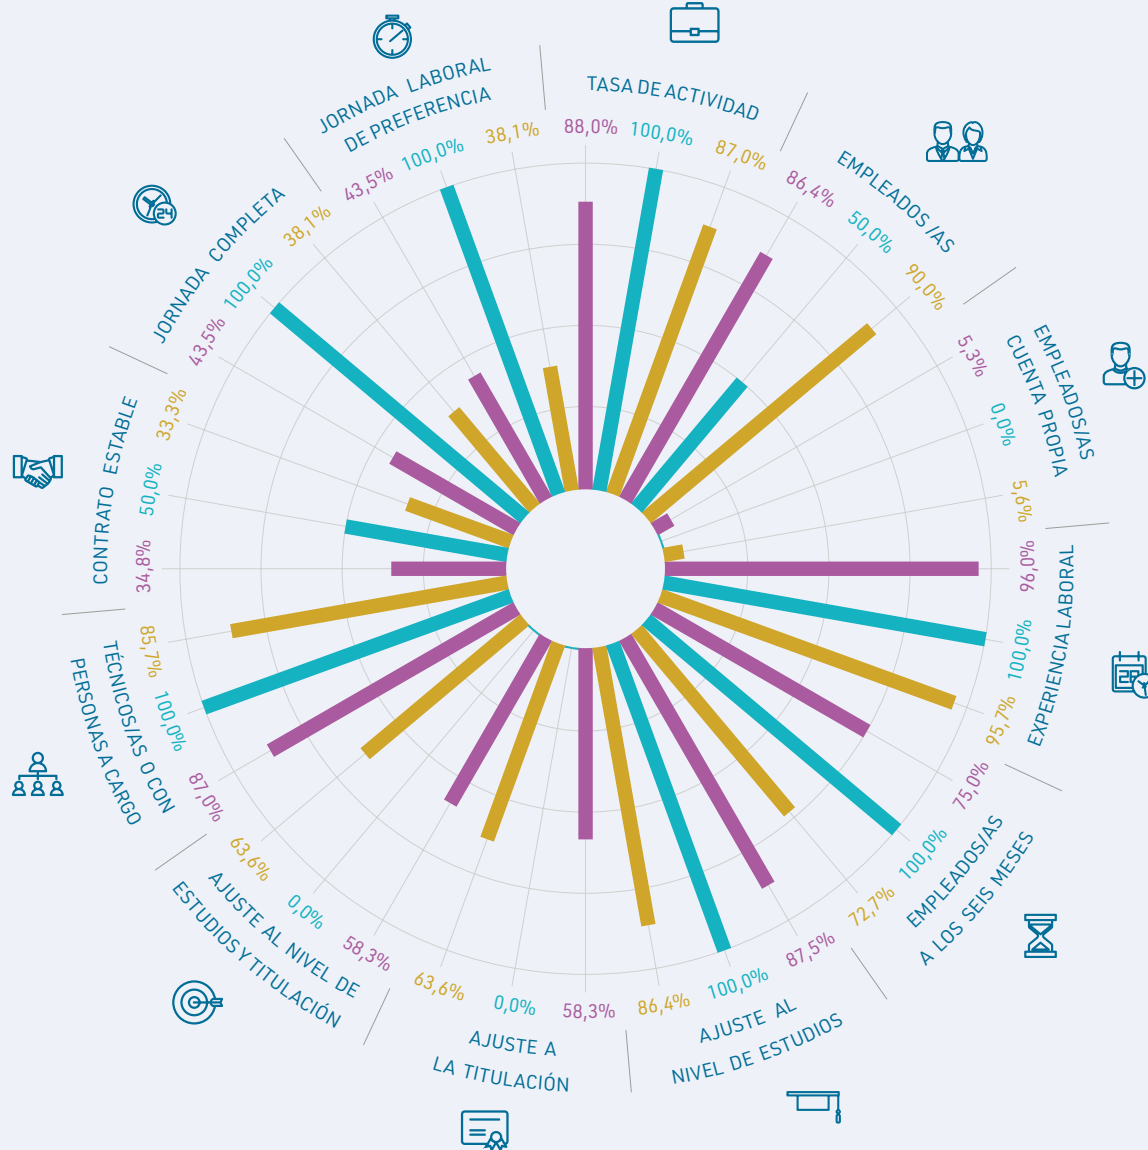 TASA DE ACTIVIDAD
88,0%
100,0%
87,0%
EMPLEADOS/AS
86,4%
50,0%
90,0%
EMPLEADOS/AS
CUENTA PROPIA
5,3%
0,0%
5,6%
EXPERIENCIA LABORAL
96,0%
100,0%
95,7%
EMPLEADOS/AS
A LOS SEIS MESES
75,0%
100,0%
72,7%
AJUSTE AL
NIVEL DE ESTUDIOS
87,5%
100,0%
86,4%
AJUSTE A
LA TITULACIÓN
58,3%
0,0%
63,6%
AJUSTE AL NIVEL DE
ESTUDIOS Y TITULACIÓN
58,3%
0,0%
63,6%
TÉCNICOS/AS O CON
PERSONAS A CARGO
87,0%
100,0%
85,7%
CONTRATO ESTABLE
34,8%
50,0%
33,3%
JORNADA COMPLETA
43,5%
100,0%
38,1%
24
JORNADA LABORAL
DE PREFERENCIA
43,5%
100,0%
38,1%